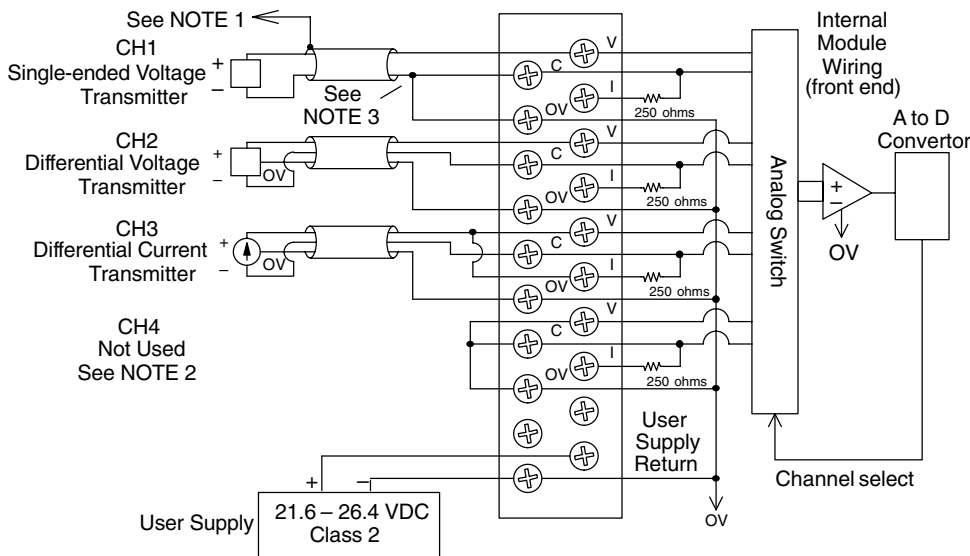 See NOTE 1
CH1
Single-ended Voltage
Transmitter
+
–
See
NOTE 3
CH2
Differential Voltage
Transmitter
+
–
OV
CH3
Differential Current
Transmitter
+
–
OV
CH4
Not Used
See NOTE 2
V
C
I
OV
250 ohms
V
C
I
OV
250 ohms
V
C
I
OV
250 ohms
V
C
I
OV
250 ohms
User
Supply
Return
+
–
User Supply
21.6 – 26.4 VDC
Class 2
OV
Analog Switch
Internal
Module
Wiring
(front end)
A to D
Convertor
+
–
OV
Channel select